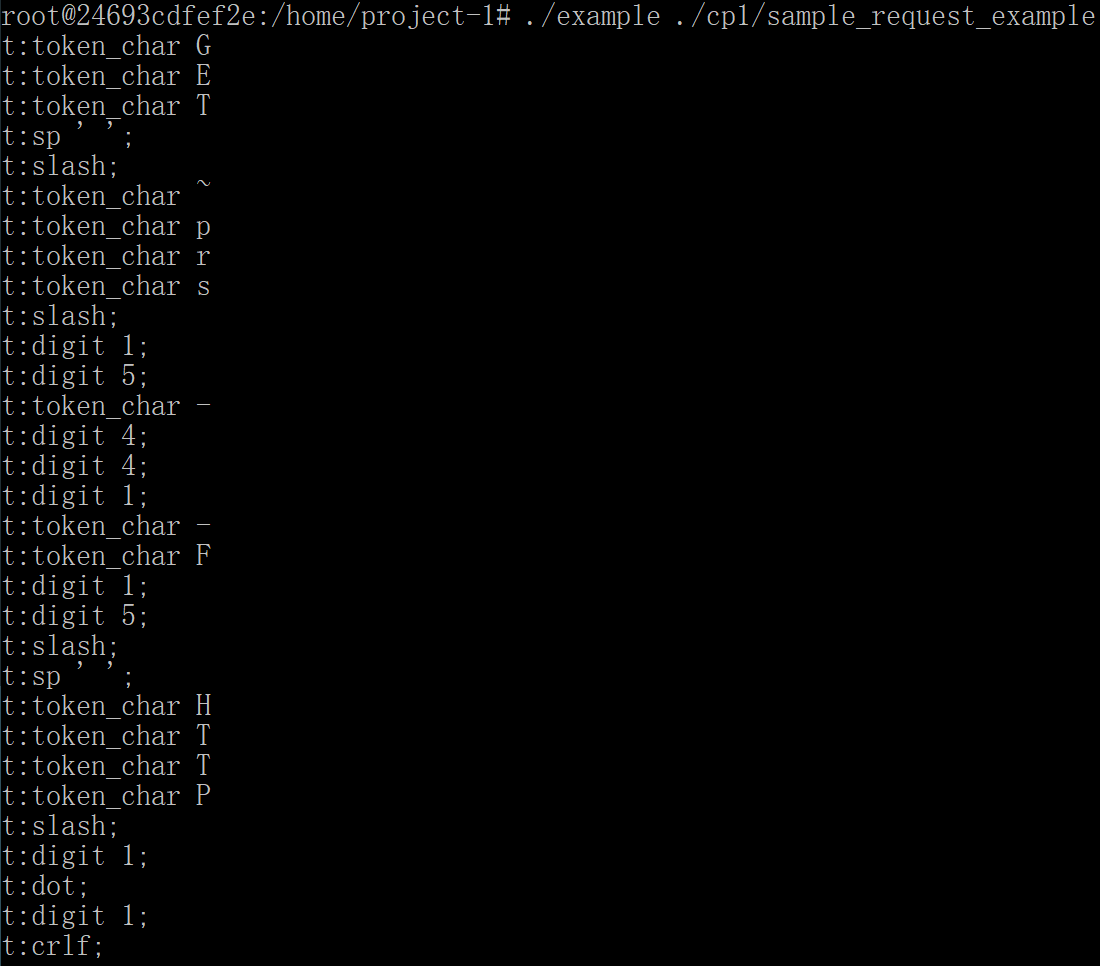 root@24693cdfef2e:/home/project-1# ./example ./cp1/sample_request_example
t:token_char G
t:token_char E
t:token_char T
t:sp ' ';
t:slash;
t:token_char ~
t:token_char p
t:token_char r
t:token_char s
t:slash;
t:digit 1;
t:digit 5;
t:token_char -
t:digit 4;
t:digit 4;
t:digit 1;
t:token_char -
t:token_char F
t:digit 1;
t:digit 5;
t:slash;
t:sp ' ';
t:token_char H
t:token_char T
t:token_char T
t:token_char P
t:slash;
t:digit 1;
t:dot;
t:digit 1;
t:crlf;